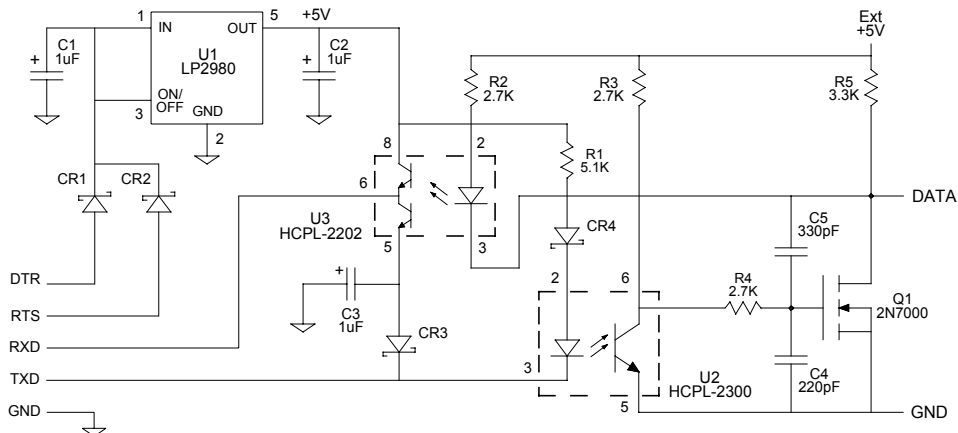 1
IN
OUT
5
+5V
C1
1uF
+
U1
LP2980
ON/
OFF
GND
3
2
C2
1uF
+
Ext
+5V
R2
2.7K
R3
2.7K
R5
3.3K
8
2
R1
5.1K
CR1
CR2
6
U3
HCPL-2202
5
3
CR4
DATA
C5
330pF
DTR
+
C3
1uF
2
6
R4
2.7K
Q1
2N7000
RTS
RXD
CR3
TXD
3
U2
HCPL-2300
C4
220pF
GND
5
GND